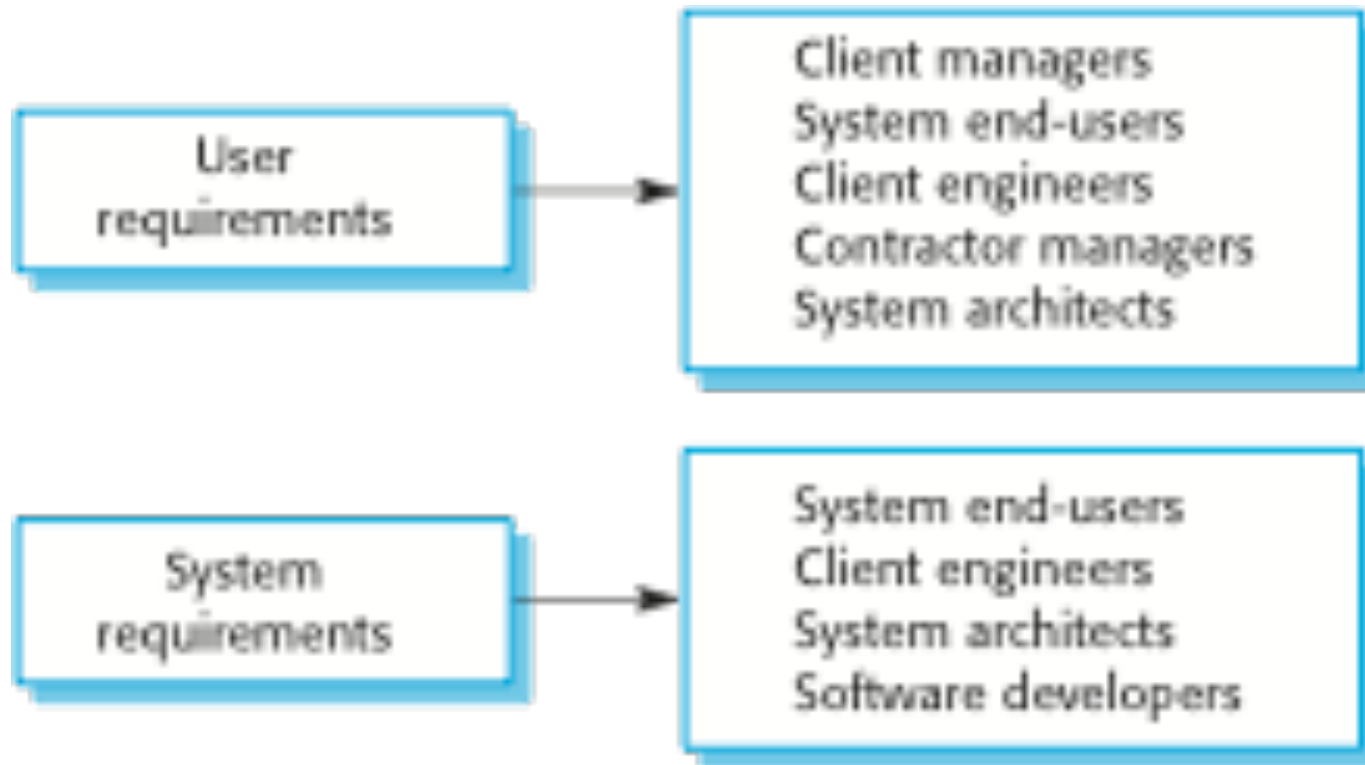 User
requirements
Client managers
System end-users
Client engineers
Contractor managers
System architects
System
requirements
System end-users
Client engineers
System architects
Software developers